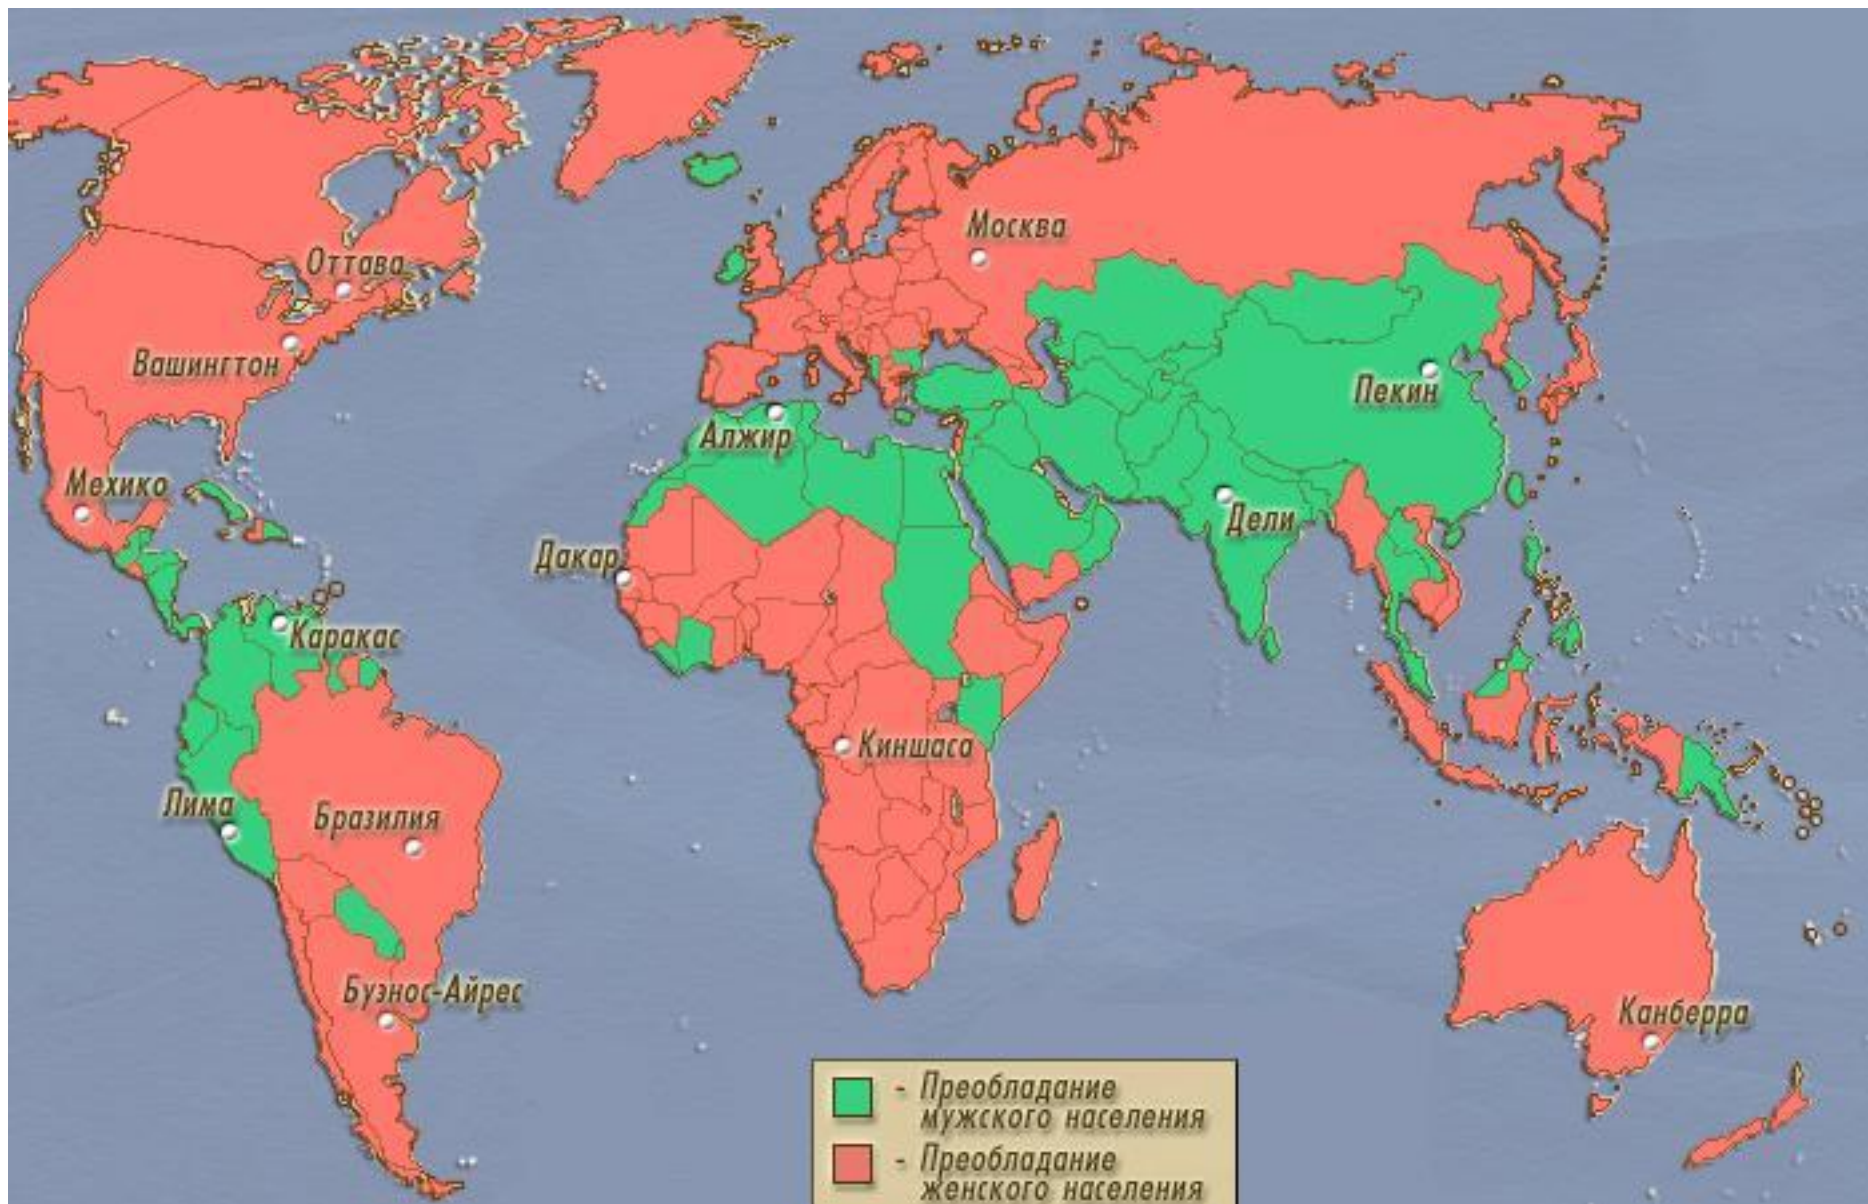 Москва
Оттава
Вашингтон
Пекин
Алжир
Мехико
Дели
Дакар
Каракас
Киншаса
Лима
Бразилия
Буэнос-Айрес
Канберра
- Преобладание
мужского населения
- Преобладание
женского населения